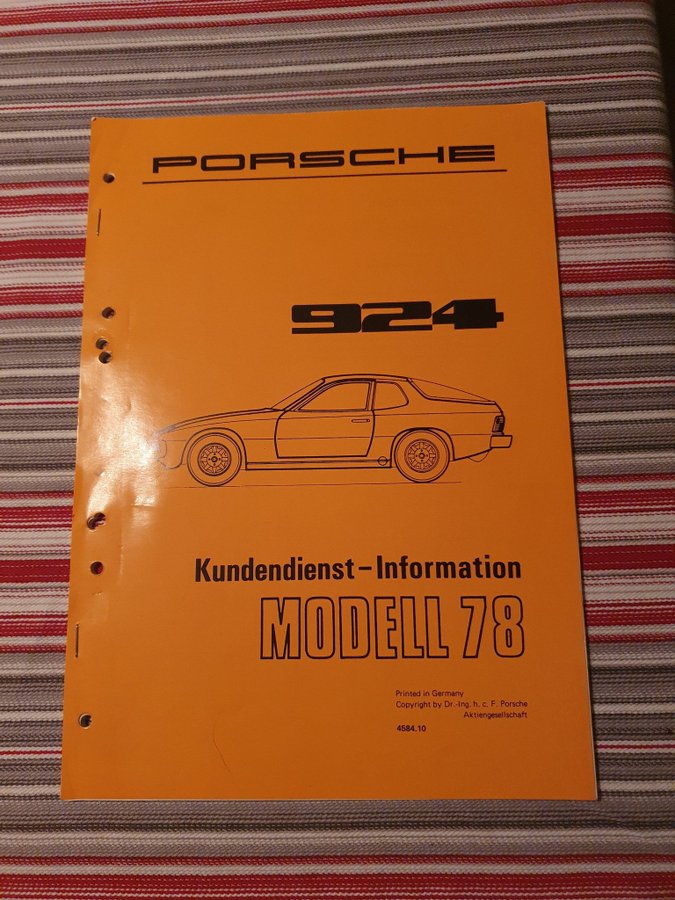 PORSCHE
924
Kundendienst-Information
MODELL 78
Printed in Germany
Copyright by Dr.-Ing. h. c. F. Porsche
Aktiengesellschaft
4584.10